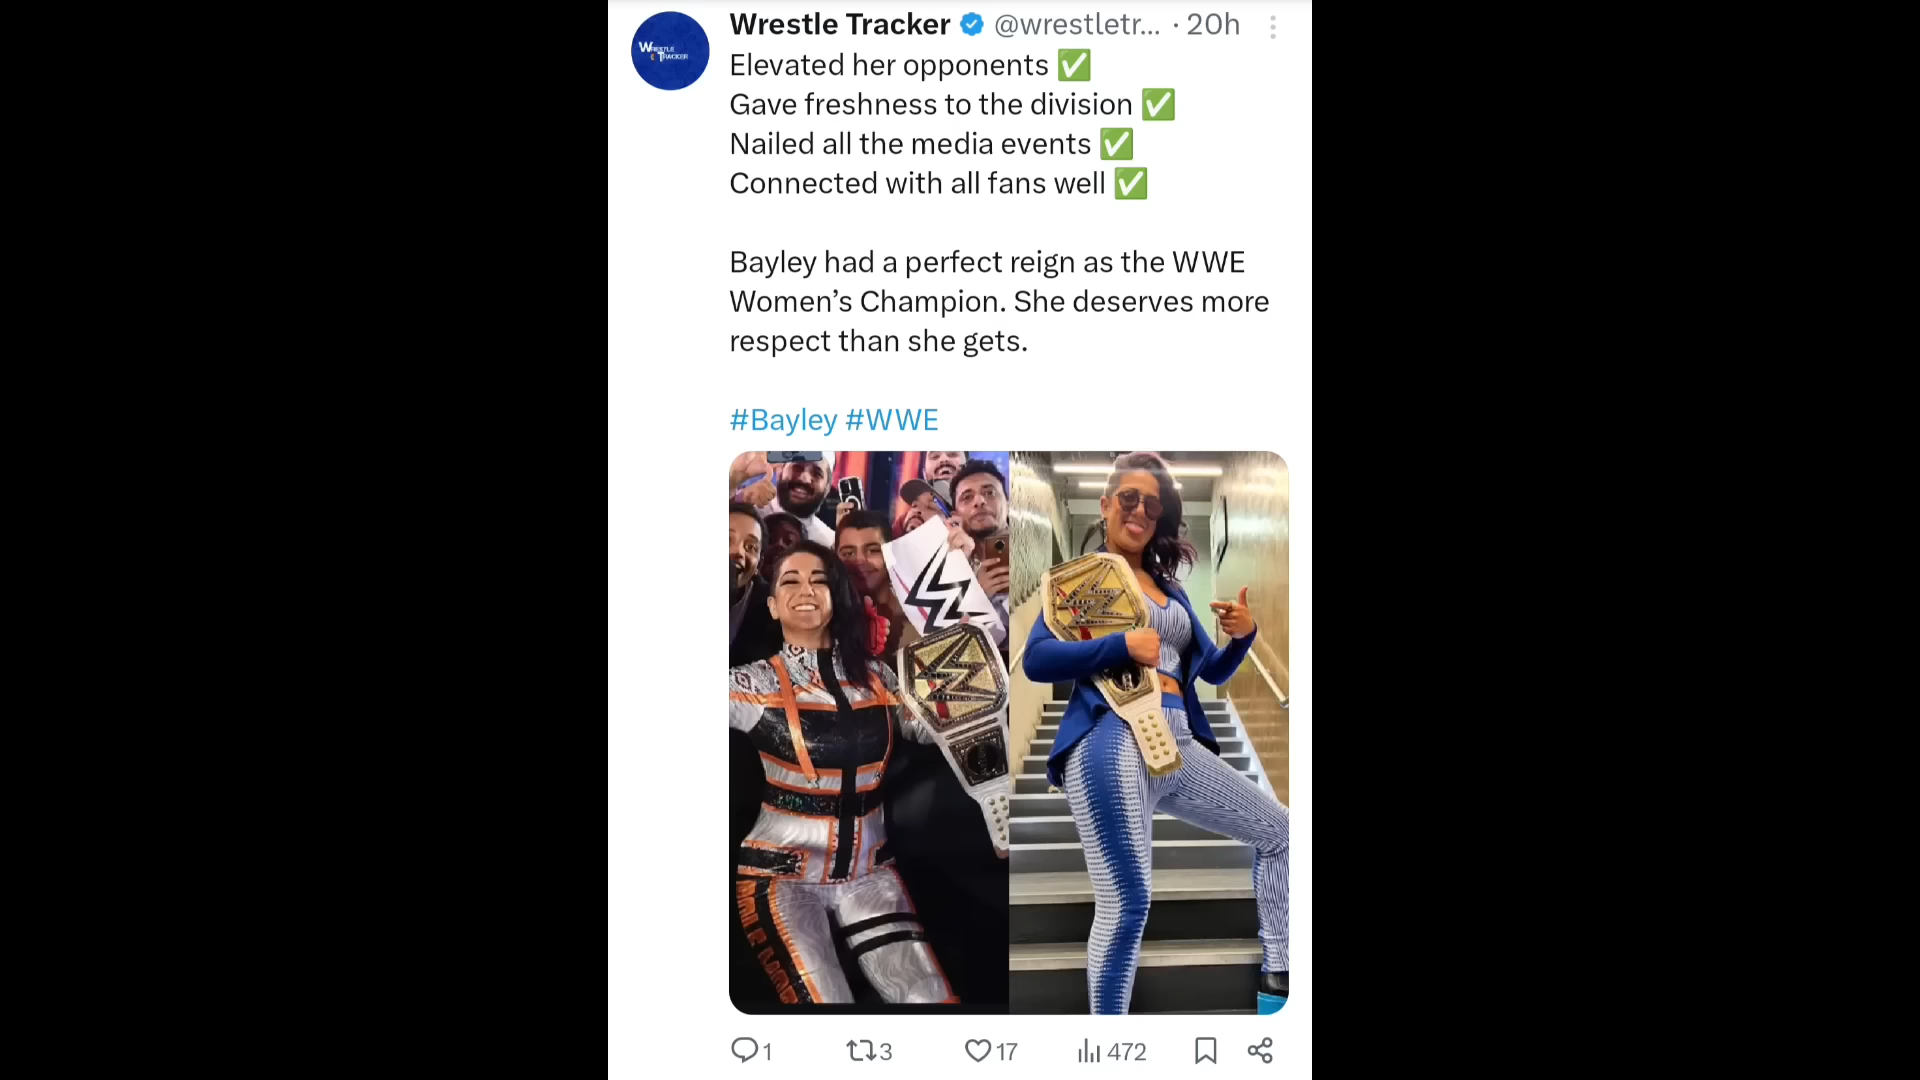 Wrestle Tracker @wrestletr... · 20h
WRESTLE
TRACKER
Elevated her opponents ✅
Gave freshness to the division ✅
Nailed all the media events ✅
Connected with all fans well ✅
Bayley had a perfect reign as the WWE
Women’s Champion. She deserves more
respect than she gets.
#Bayley #WWE
1 3 17 472